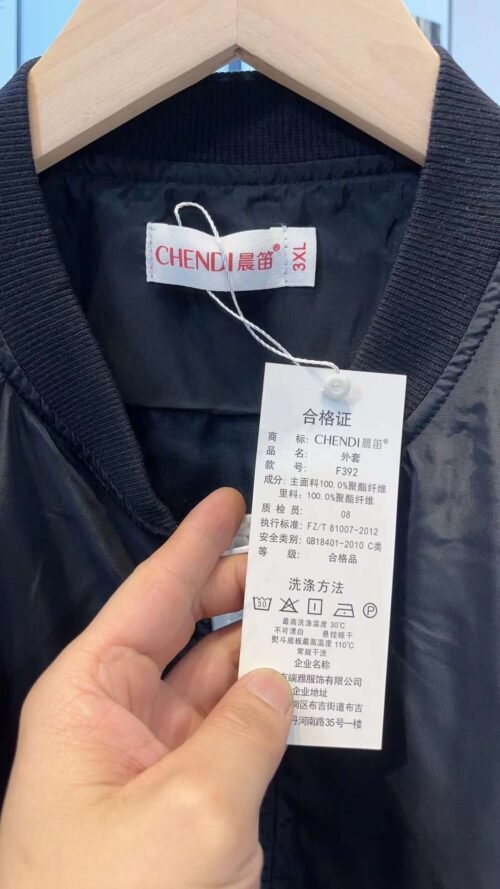 CHENDI晨笛®
3XL
合格证
商 标: CHENDI晨笛®
品 名: 外套
款 号: F392
成分: 主面料100.0%聚酯纤维
里料: 100.0%聚酯纤维
质 检 员: 08
执行标准: FZ/T 81007-2012
安全类别: GB18401-2010 C类
等 级: 合格品
洗涤方法
30
P
最高洗涤温度 30℃
不可漂白 悬挂晾干
熨斗底板最高温度 110℃
常规干洗
企业名称
端雅服饰有限公司
企业地址
岗区布吉街道布吉
丹河南路35号一楼